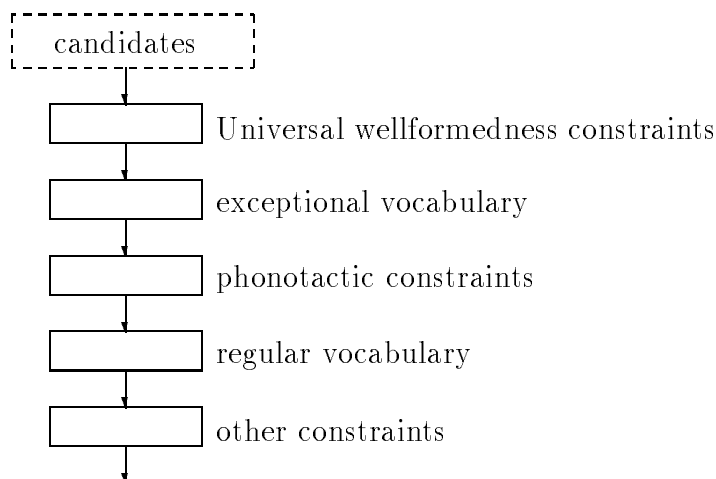 candidates
Universal wellformedness constraints
exceptional vocabulary
phonotactic constraints
regular vocabulary
other constraints